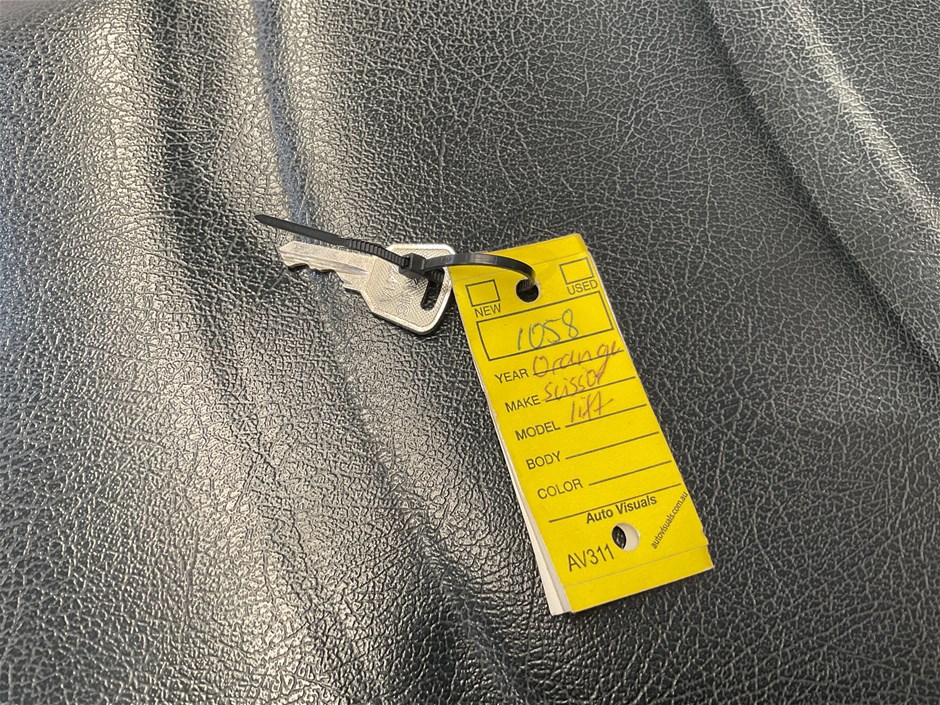 NEW USED
1058
YEAR Orange
MAKE scissor
MODEL lift
BODY
COLOR
Auto Visuals
AV311
autovisuals.com.au